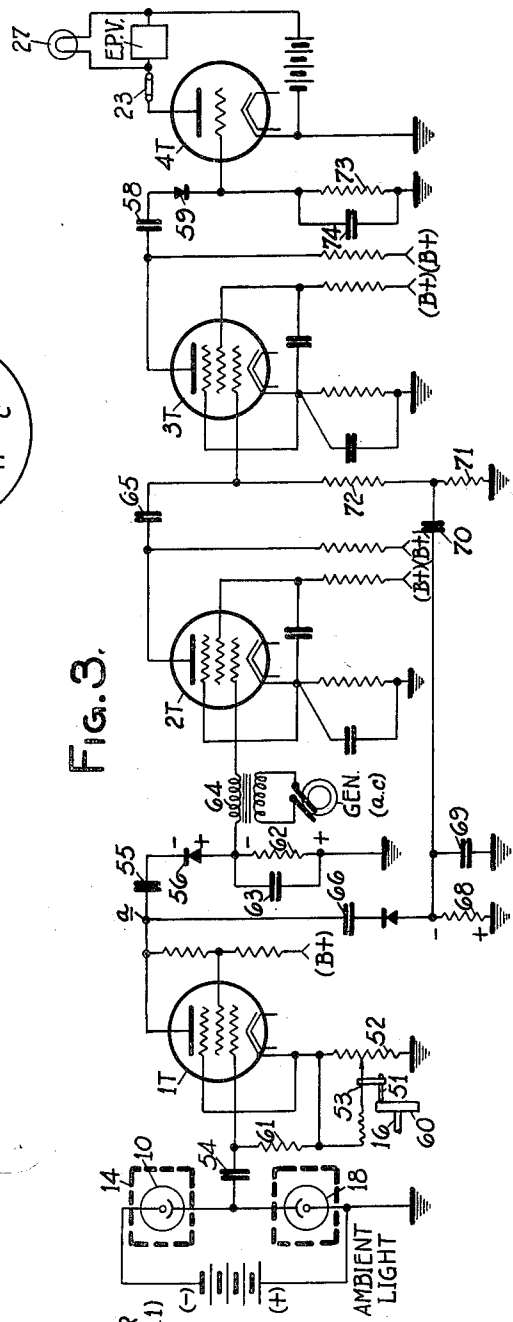 c
FIG. 3.
27
E.P.V.
23
4T
58
59
73
74
(B+)(B+)
3T
65
72
71
70
(B+)(B+)
2T
64
GEN.
(a.c)
55
56
-
+
62
-
+
63
a
66
69
68
-
+
(B+)
1T
52
53
51
16
60
61
54
14
10
18
(-)
(+)
AMBIENT
LIGHT
R
1)